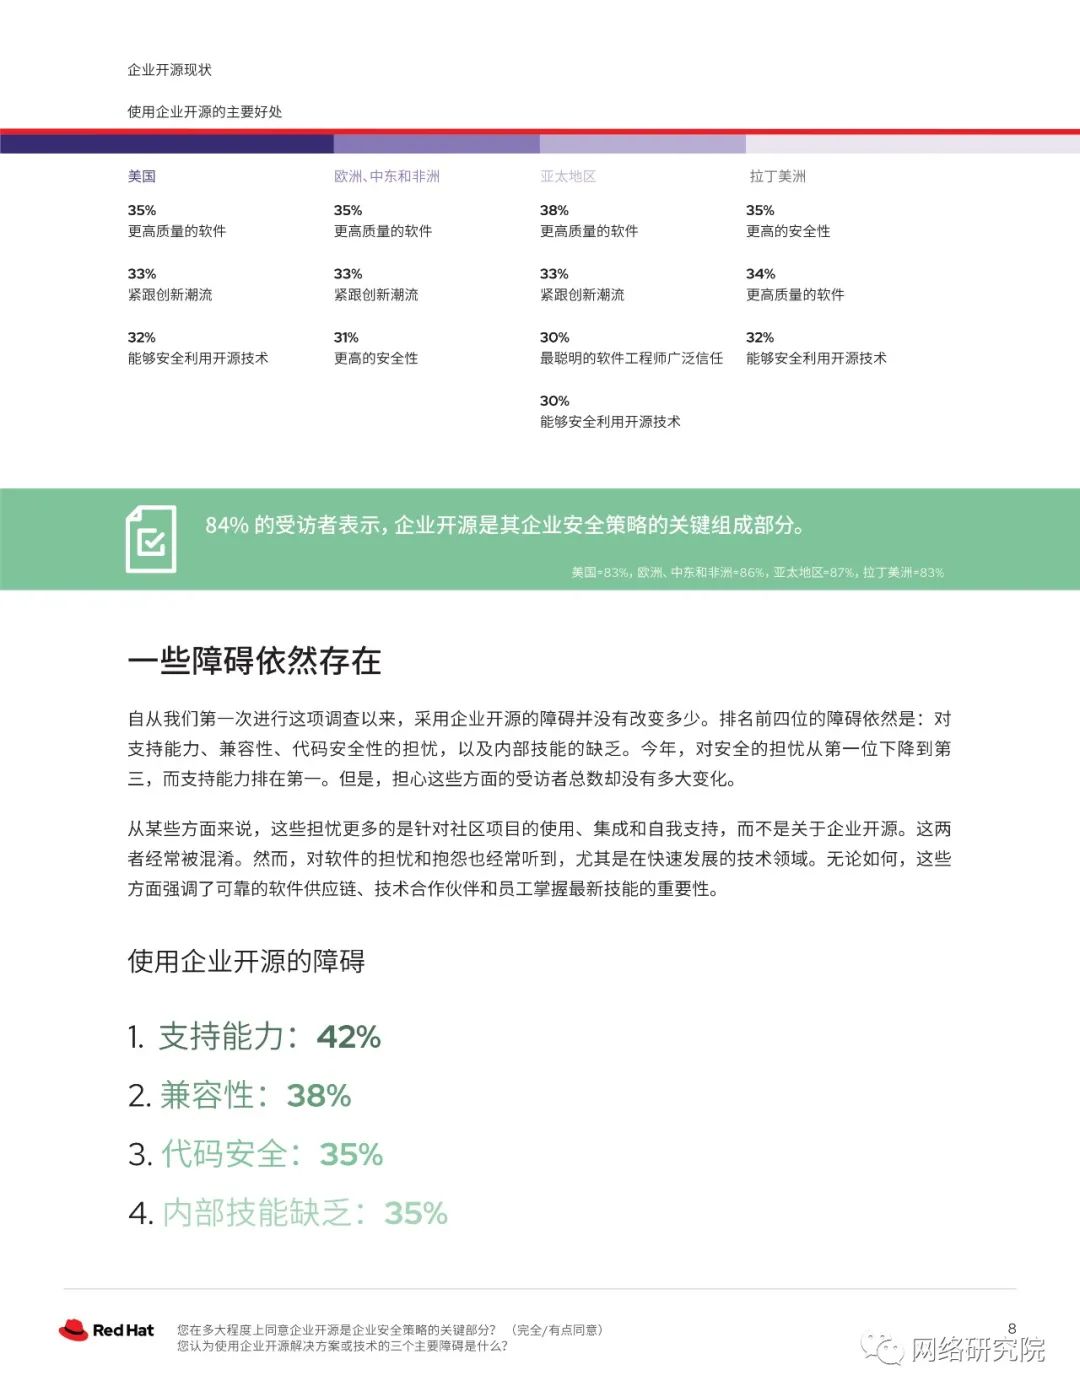 企业开源现状
使用企业开源的主要好处
美国
35%
更高质量的软件
33%
紧跟创新潮流
32%
能够安全利用开源技术
欧洲、中东和非洲
35%
更高质量的软件
33%
紧跟创新潮流
31%
更高的安全性
亚太地区
38%
更高质量的软件
33%
紧跟创新潮流
30%
最聪明的软件工程师广泛信任
30%
能够安全利用开源技术
拉丁美洲
35%
更高的安全性
34%
更高质量的软件
32%
能够安全利用开源技术
84% 的受访者表示，企业开源是其企业安全策略的关键组成部分。
美国=83%，欧洲、中东和非洲=86%，亚太地区=87%，拉丁美洲=83%
一些障碍依然存在
自从我们第一次进行这项调查以来，采用企业开源的障碍并没有改变多少。排名前四位的障碍依然是：对
支持能力、兼容性、代码安全性的担忧，以及内部技能的缺乏。今年，对安全的担忧从第一位下降到第
三，而支持能力排在第一。但是，担心这些方面的受访者总数却没有多大变化。
从某些方面来说，这些担忧更多的是针对社区项目的使用、集成和自我支持，而不是关于企业开源。这两
者经常被混淆。然而，对软件的担忧和抱怨也经常听到，尤其是在快速发展的技术领域。无论如何，这些
方面强调了可靠的软件供应链、技术合作伙伴和员工掌握最新技能的重要性。
使用企业开源的障碍
1. 支持能力：42%
2. 兼容性：38%
3. 代码安全：35%
4. 内部技能缺乏：35%
Red Hat
您在多大程度上同意企业开源是企业安全策略的关键部分？（完全/有点同意）
您认为使用企业开源解决方案或技术的三个主要障碍是什么？
8
网络研究院